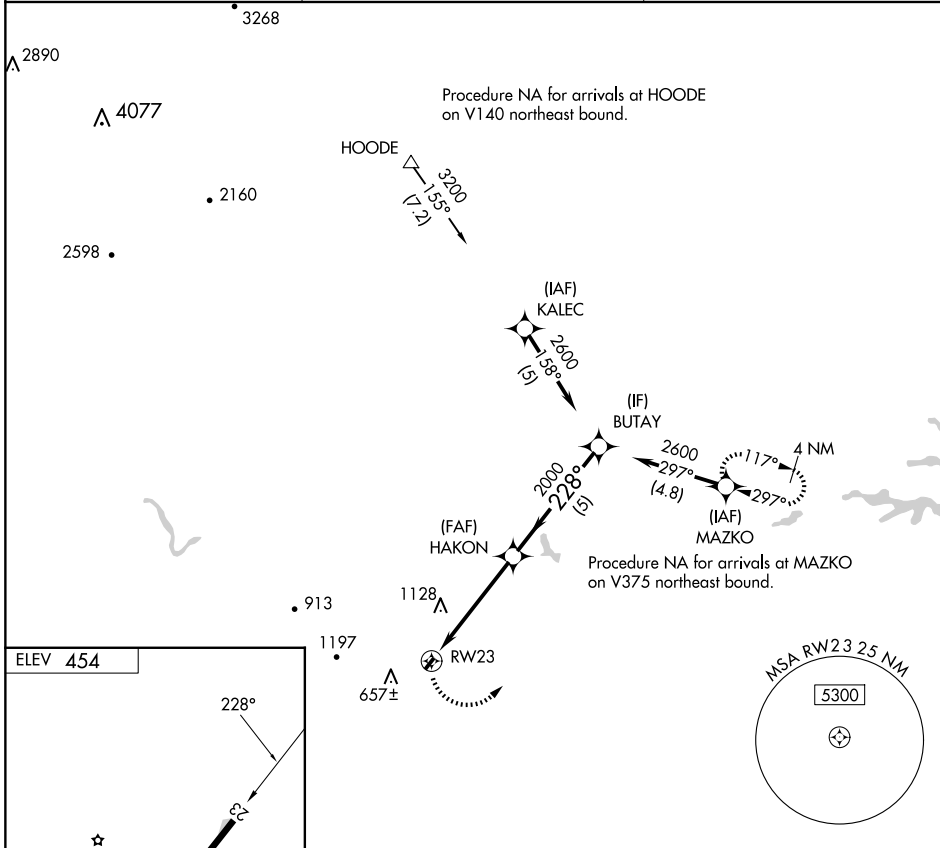 3268
2890
4077
Procedure NA for arrivals at HOODE
on V140 northeast bound.
HOODE
3200
155°
(7.2)
2160
2598
(IAF)
KALEC
2600
158°
(5)
(IF)
BUTAY
2600
297°
(4.8)
117°
4 NM
297°
(IAF)
MAZKO
2000
228°
(5)
(FAF)
HAKON
Procedure NA for arrivals at MAZKO
on V375 northeast bound.
1128
913
1197
RW23
657±
ELEV 454
228°
23
MSA RW23 25 NM
5300